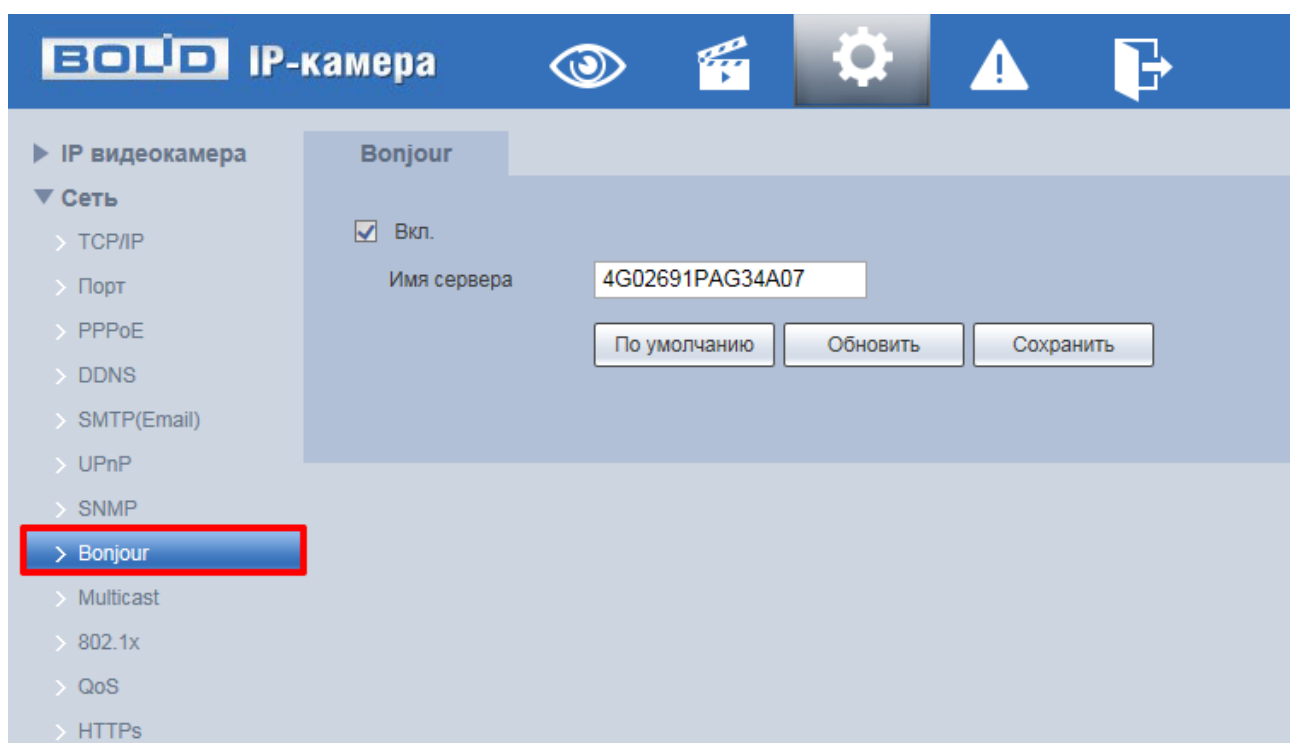 BOLID IP-камера
IP видеокамера
Сеть
TCP/IP
Порт
PPPoE
DDNS
SMTP(Email)
UPnP
SNMP
Bonjour
Multicast
802.1x
QoS
HTTPs
Bonjour
Вкл.
Имя сервера 4G02691PAG34A07
По умолчанию Обновить Сохранить